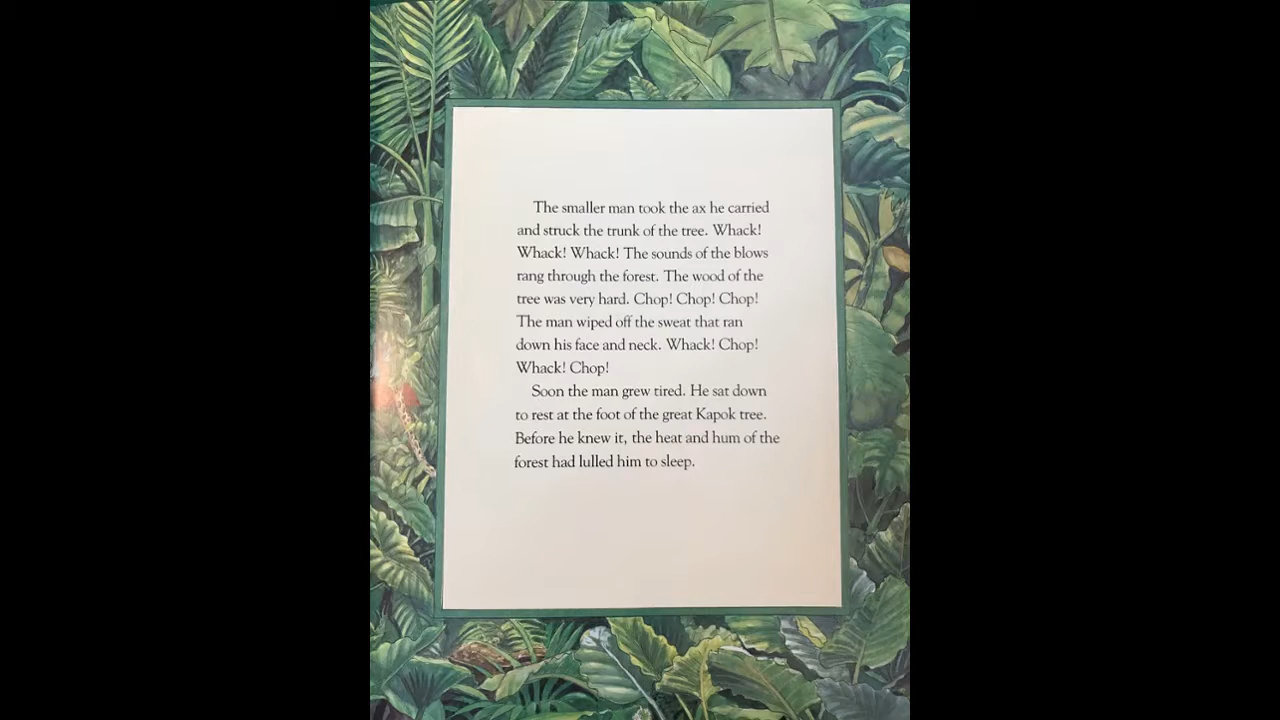 The smaller man took the ax he carried
and struck the trunk of the tree. Whack!
Whack! Whack! The sounds of the blows
rang through the forest. The wood of the
tree was very hard. Chop! Chop! Chop!
The man wiped off the sweat that ran
down his face and neck. Whack! Chop!
Whack! Chop!
Soon the man grew tired. He sat down
to rest at the foot of the great Kapok tree.
Before he knew it, the heat and hum of the
forest had lulled him to sleep.